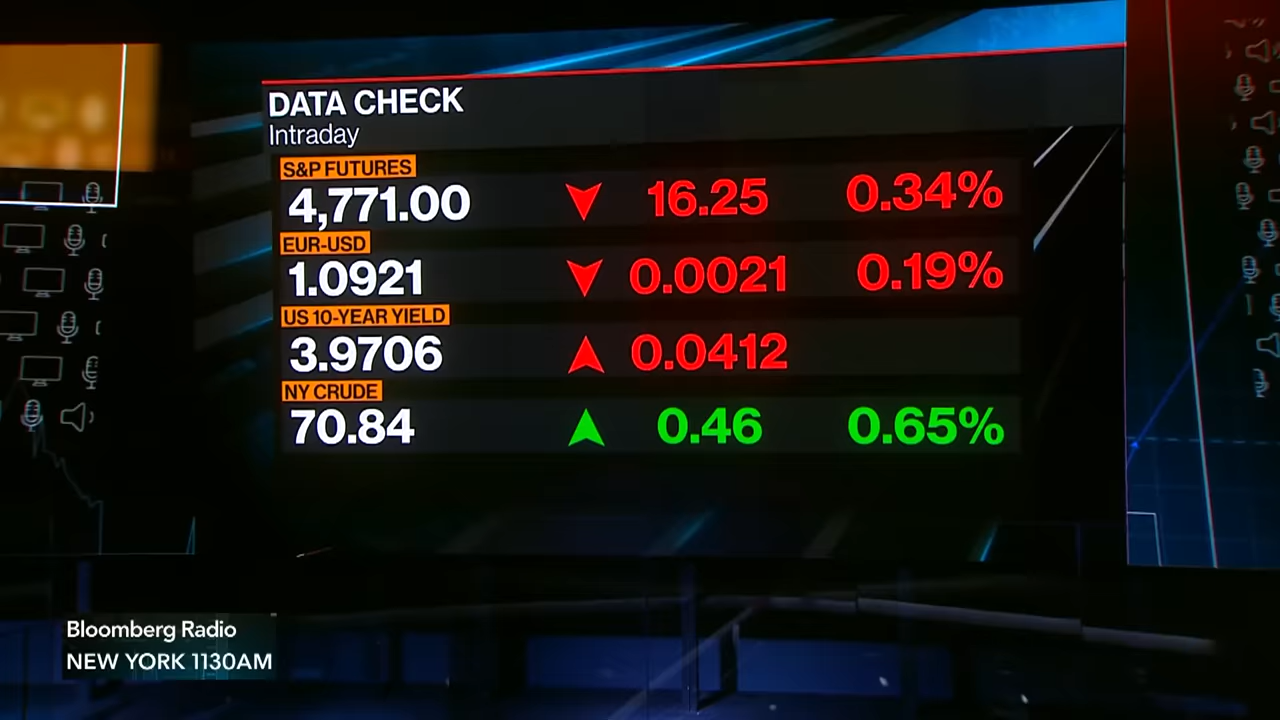 DATA CHECK
Intraday
S&P FUTURES
4,771.00 16.25 0.34%
EUR-USD
1.0921 0.0021 0.19%
US 10-YEAR YIELD
3.9706 0.0412
NY CRUDE
70.84 0.46 0.65%
Bloomberg Radio
NEW YORK 1130AM